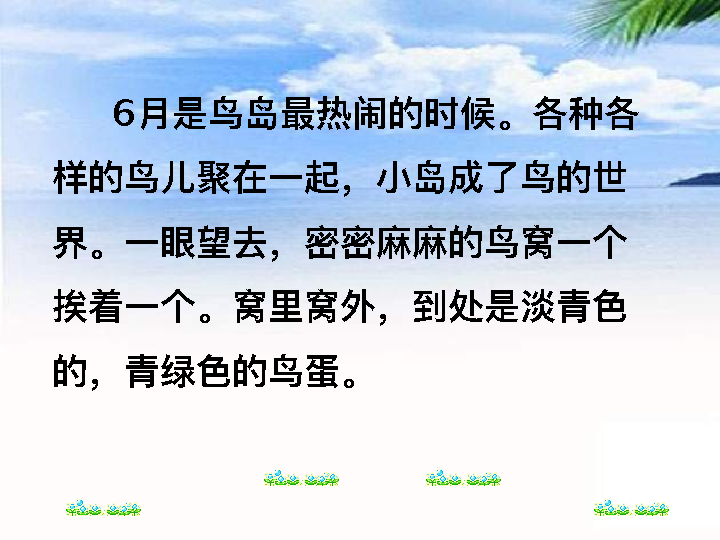 6月是鸟岛最热闹的时候。各种各
样的鸟儿聚在一起，小岛成了鸟的世
界。一眼望去，密密麻麻的鸟窝一个
挨着一个。窝里窝外，到处是淡青色
的，青绿色的鸟蛋。